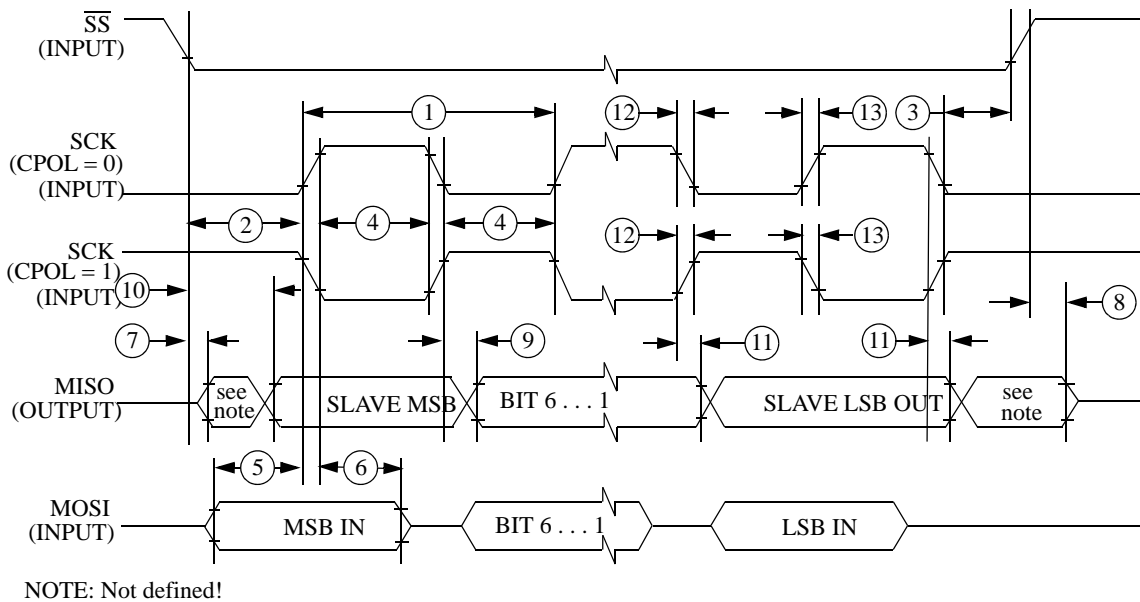 SS
(INPUT)
1
12
13
3
SCK
(CPOL = 0)
(INPUT)
2
4
4
SCK
(CPOL = 1)
(INPUT)
12
13
10
8
7
9
11
11
MISO
(OUTPUT)
see
note
SLAVE MSB
BIT 6 . . . 1
SLAVE LSB OUT
see
note
5
6
MOSI
(INPUT)
MSB IN
BIT 6 . . . 1
LSB IN
NOTE: Not defined!